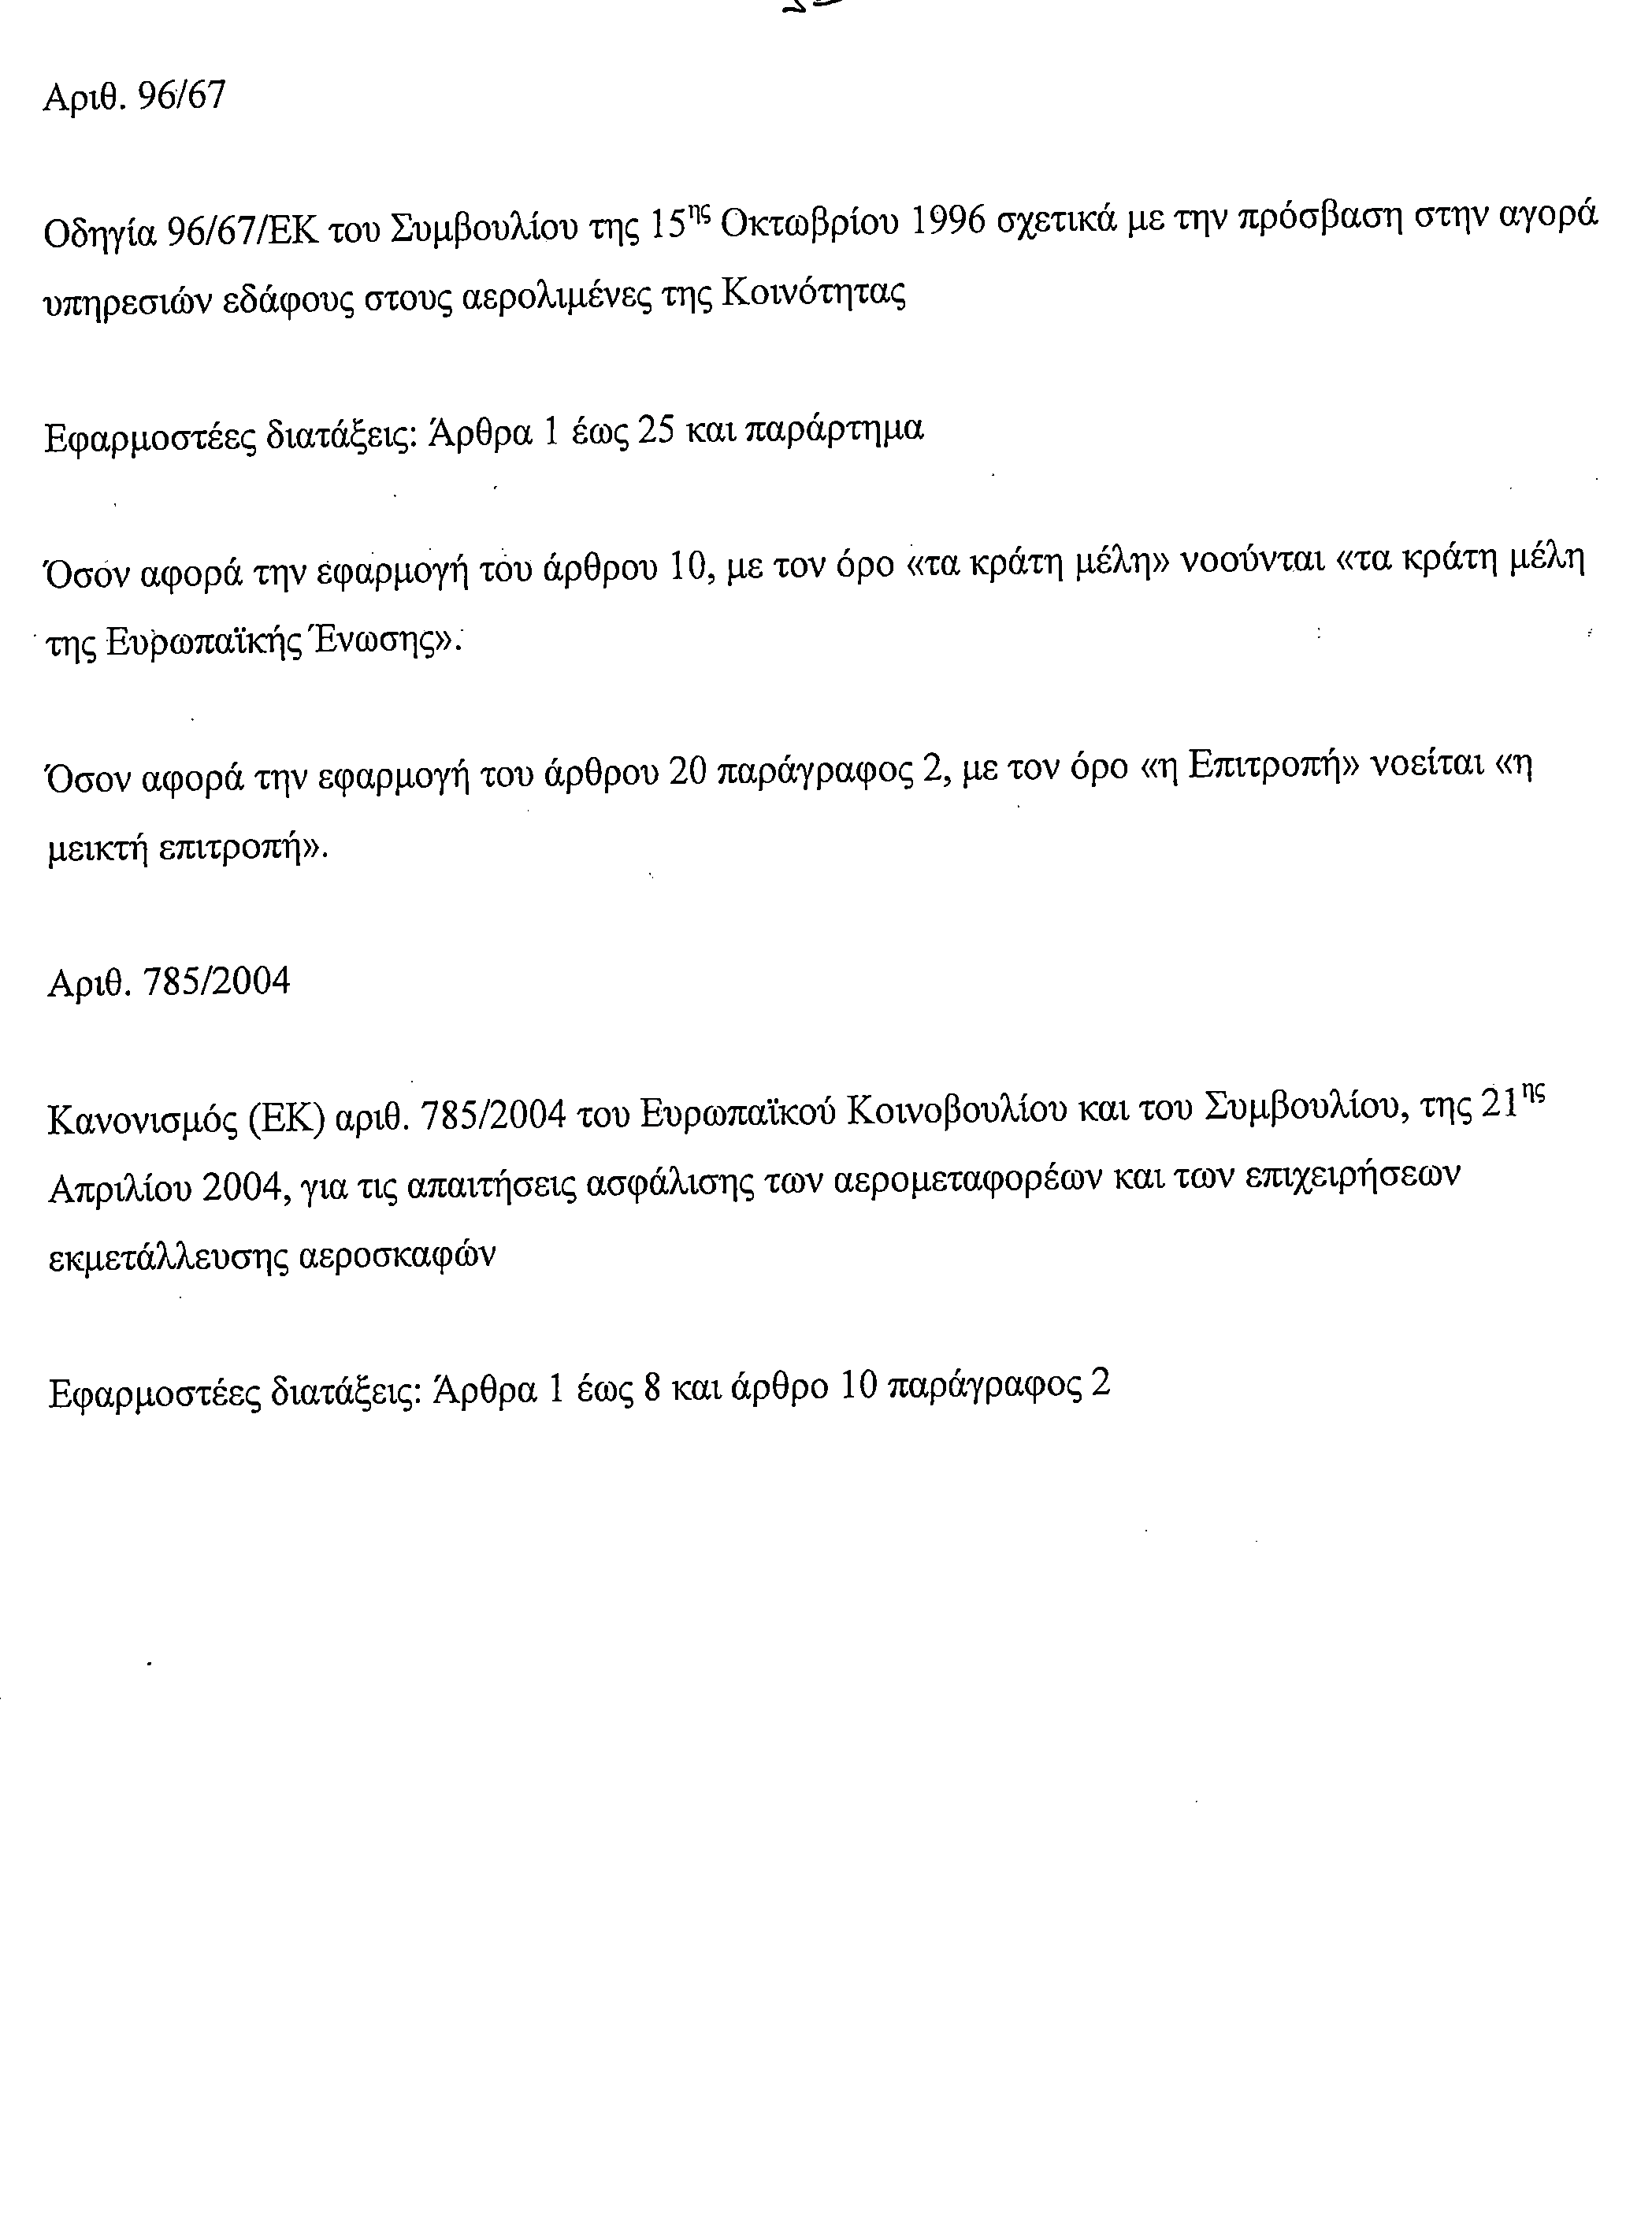 Αριθ. 96/67
Οδηγία 96/67/ΕΚ του Συμβουλίου της 15ης Οκτωβρίου 1996 σχετικά με την πρόσβαση στην αγορά
υπηρεσιών εδάφους στους αερολιμένες της Κοινότητας
Εφαρμοστέες διατάξεις: Άρθρα 1 έως 25 και παράρτημα
Όσον αφορά την εφαρμογή του άρθρου 10, με τον όρο «τα κράτη μέλη» νοούνται «τα κράτη μέλη
της Ευρωπαϊκής Ένωσης».
Όσον αφορά την εφαρμογή του άρθρου 20 παράγραφος 2, με τον όρο «η Επιτροπή» νοείται «η
μεικτή επιτροπή».
Αριθ. 785/2004
Κανονισμός (ΕΚ) αριθ. 785/2004 του Ευρωπαϊκού Κοινοβουλίου και του Συμβουλίου, της 21ης
Απριλίου 2004, για τις απαιτήσεις ασφάλισης των αερομεταφορέων και των επιχειρήσεων
εκμετάλλευσης αεροσκαφών
Εφαρμοστέες διατάξεις: Άρθρα 1 έως 8 και άρθρο 10 παράγραφος 2